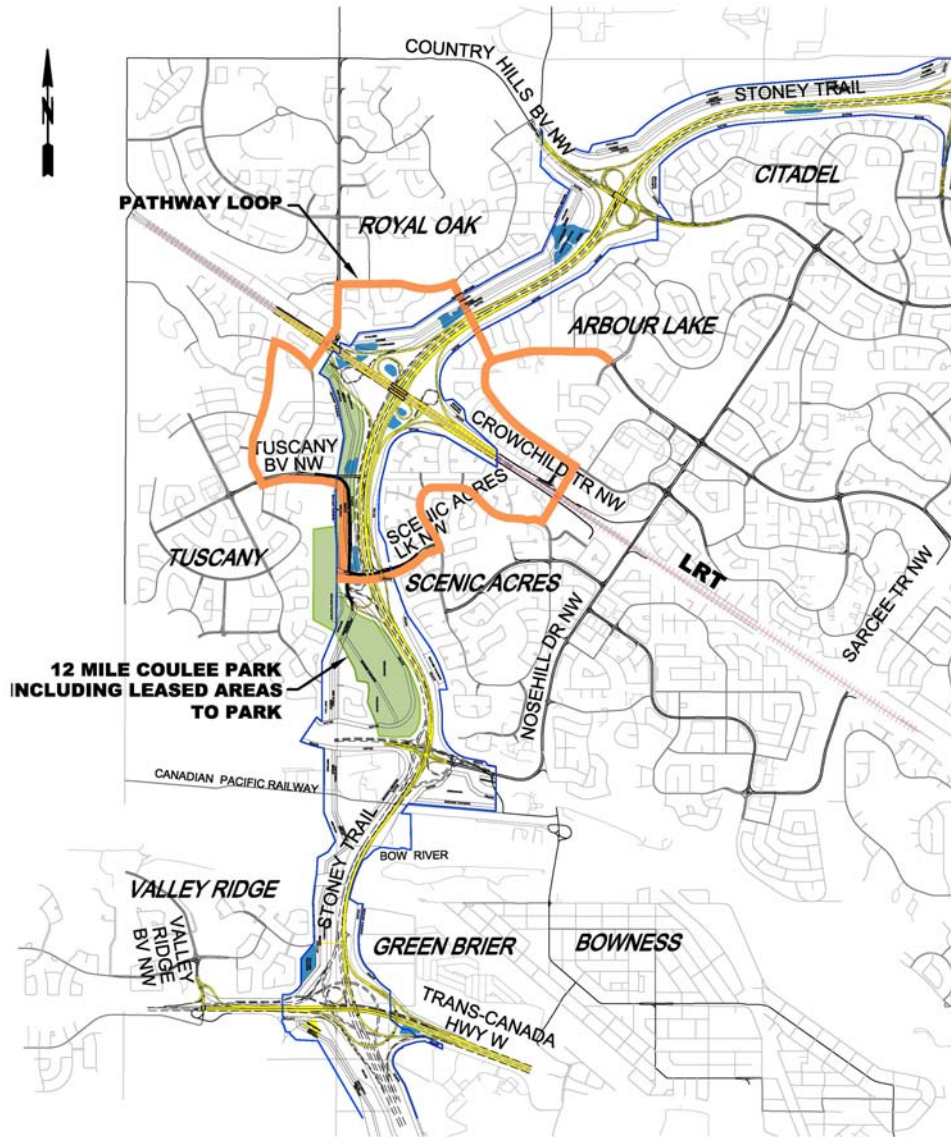 COUNTRY HILLS BV NW
STONEY TRAIL
N
CITADEL
PATHWAY LOOP
ROYAL OAK
ARBOUR LAKE
TUSCANY
BV NW
CROWCHILD TR NW
SCENIC ACRES
LK NW
TUSCANY
SCENIC ACRES
LRT
SARCEE TR NW
NOSEHILL DR NW
12 MILE COULEE PARK
INCLUDING LEASED AREAS
TO PARK
CANADIAN PACIFIC RAILWAY
STONEY TRAIL
BOW RIVER
VALLEY RIDGE
VALLEY
RIDGE
BV NW
GREEN BRIER
BOWNESS
TRANS-CANADA
HWY W